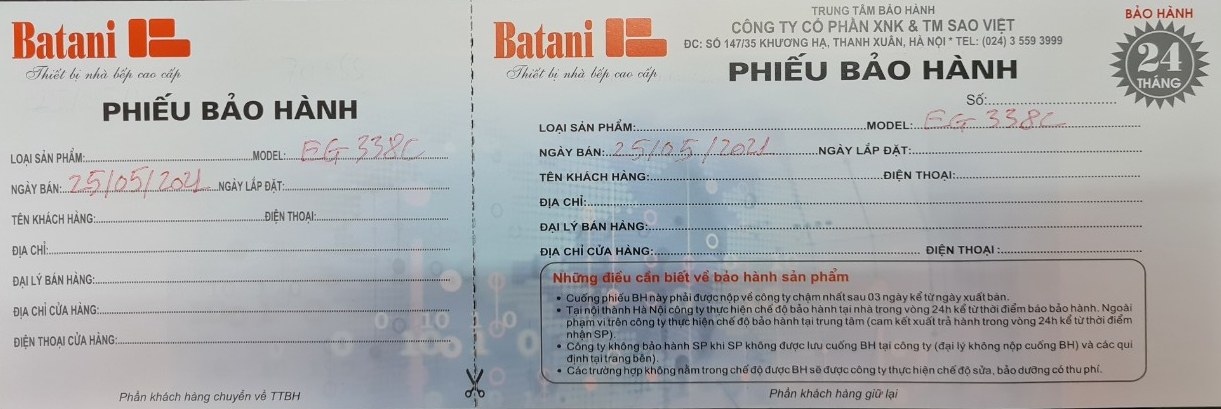 Batani
Thiết bị nhà bếp cao cấp
PHIẾU BẢO HÀNH
LOẠI SẢN PHẨM:
MODEL: EG 338C
NGÀY BÁN: 25/05/2021 NGÀY LẮP ĐẶT:
TÊN KHÁCH HÀNG: ĐIỆN THOẠI:
ĐỊA CHỈ:
ĐẠI LÝ BÁN HÀNG:
ĐỊA CHỈ CỬA HÀNG:
ĐIỆN THOẠI CỬA HÀNG:
Phần khách hàng chuyển về TTBH
Batani
Thiết bị nhà bếp cao cấp
TRUNG TÂM BẢO HÀNH
CÔNG TY CỔ PHẦN XNK & TM SAO VIỆT
ĐC: SỐ 147/35 KHƯƠNG HẠ, THANH XUÂN, HÀ NỘI * TEL: (024) 3 559 3999
PHIẾU BẢO HÀNH
BẢO HÀNH
24
THÁNG
Số:
LOẠI SẢN PHẨM: MODEL: EG 338C
NGÀY BÁN: 25/05/2021 NGÀY LẮP ĐẶT:
TÊN KHÁCH HÀNG: ĐIỆN THOẠI:
ĐỊA CHỈ:
ĐẠI LÝ BÁN HÀNG:
ĐỊA CHỈ CỬA HÀNG: ĐIỆN THOẠI :
Những điều cần biết về bảo hành sản phẩm
• Cuống phiếu BH này phải được nộp về công ty chậm nhất sau 03 ngày kể từ ngày xuất bán.
• Tại nội thành Hà Nội công ty thực hiện chế độ bảo hành tại nhà trong vòng 24h kể từ thời điểm báo bảo hành. Ngoài
phạm vi trên công ty thực hiện chế độ bảo hành tại trung tâm (cam kết xuất trả hành trong vòng 24h kể từ thời điểm
nhận SP).
• Công ty không bảo hành SP khi SP không được lưu cuống BH tại công ty (đại lý không nộp cuống BH) và các qui
định tại trang bên).
• Các trường hợp không nằm trong chế độ được BH sẽ được công ty thực hiện chế độ sửa, bảo dưỡng có thu phí.
Phần khách hàng giữ lại